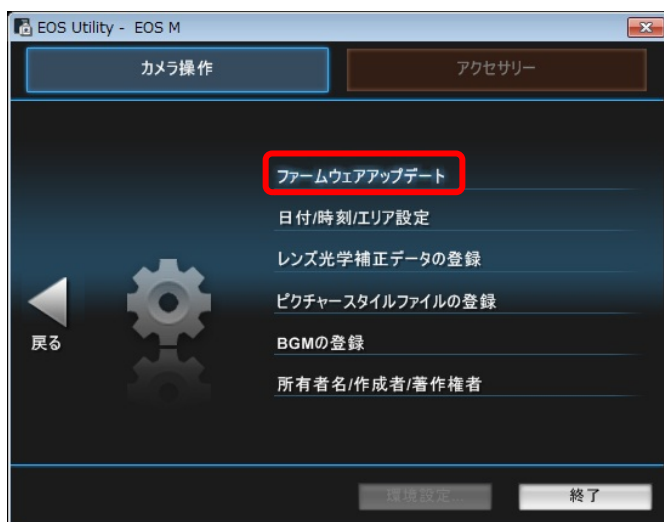 EOS Utility - EOS M
カメラ操作
アクセサリー
ファームウェアアップデート
日付/時刻/エリア設定
レンズ光学補正データの登録
ピクチャースタイルファイルの登録
戻る
BGMの登録
所有者名/作成者/著作権者
環境設定...
終了